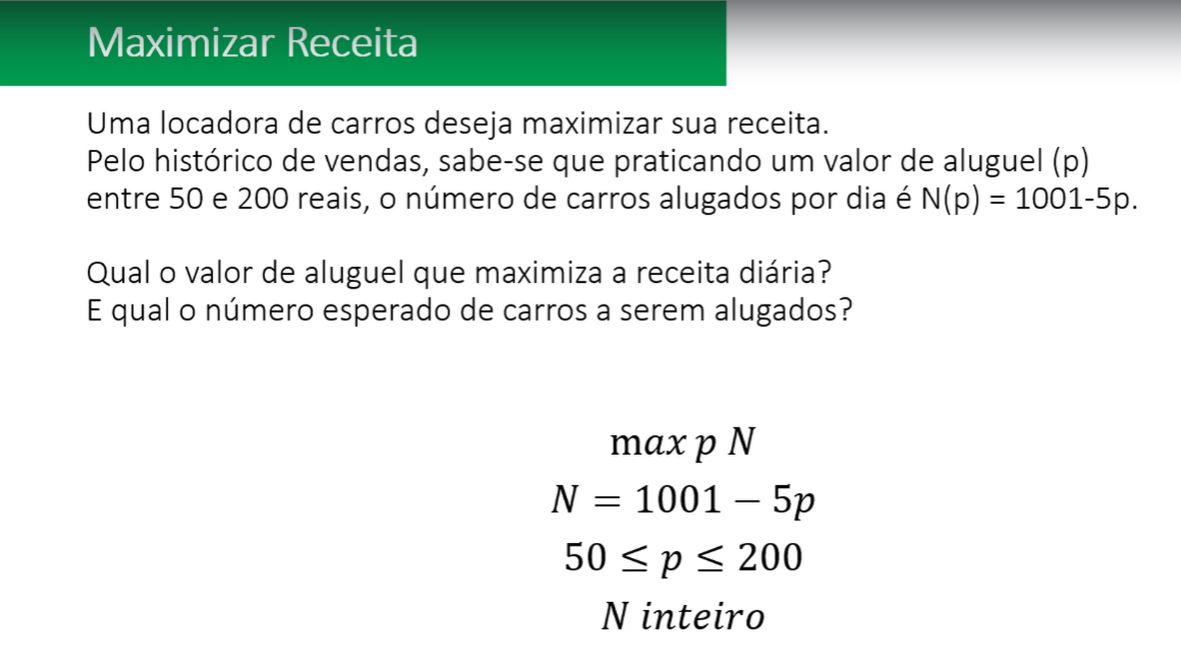 Maximizar Receita
Uma locadora de carros deseja maximizar sua receita.
Pelo histórico de vendas, sabe-se que praticando um valor de aluguel (p)
entre 50 e 200 reais, o número de carros alugados por dia é N(p) = 1001-5p.
Qual o valor de aluguel que maximiza a receita diária?
E qual o número esperado de carros a serem alugados?
max p N
N = 1001 − 5p
50 ≤ p ≤ 200
N inteiro